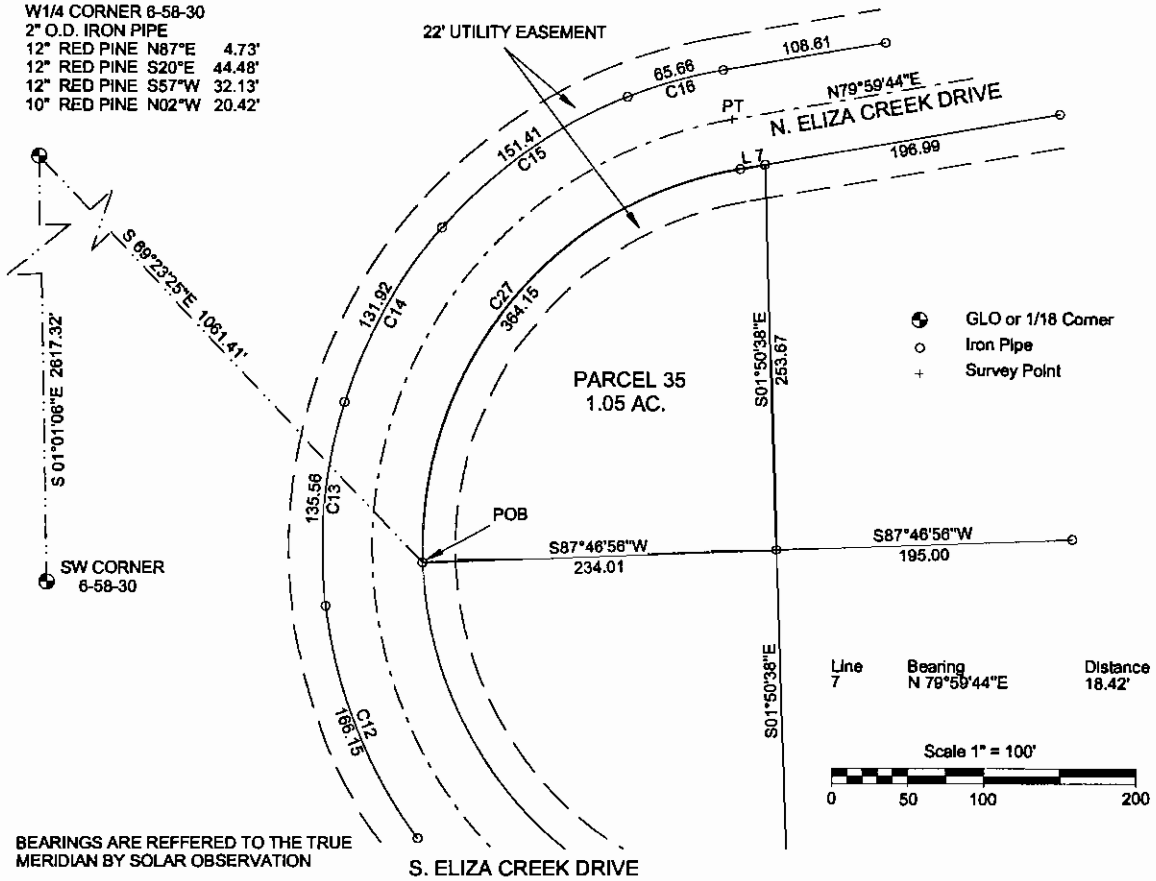 W1/4 CORNER 6-58-30
2" O.D. IRON PIPE
12" RED PINE N87°E 4.73'
12" RED PINE S20°E 44.48'
12" RED PINE S57°W 32.13'
10" RED PINE N02°W 20.42'
22' UTILITY EASEMENT
108.61
65.66
C16
N79°59'44"E
PT
N. ELIZA CREEK DRIVE
151.41
C15
L 7
196.99
S 69°23'25"E 1061.41'
131.92
C14
C27
364.15
S 01°01'06"E 2617.32'
PARCEL 35
1.05 AC.
S01°50'38"E
253.67
GLO or 1/18 Corner
Iron Pipe
Survey Point
135.56
C13
POB
S87°46'56"W
234.01
S87°46'56"W
195.00
SW CORNER
6-58-30
C12
166.15
S01°50'38"E
Line Bearing Distance
7 N 79°59'44"E 18.42'
Scale 1" = 100'
0 50 100 200
BEARINGS ARE REFFERED TO THE TRUE
MERIDIAN BY SOLAR OBSERVATION
S. ELIZA CREEK DRIVE